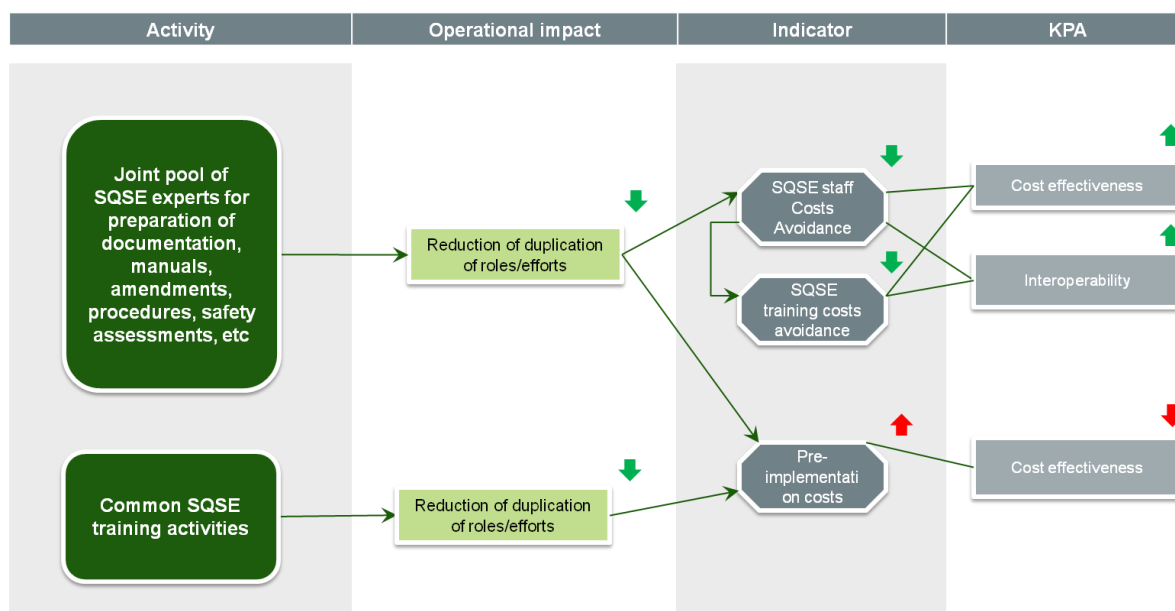 Activity
Operational impact
Indicator
KPA
Joint pool of
SQSE experts for
preparation of
documentation,
manuals,
amendments,
procedures, safety
assessments, etc
Reduction of duplication
of roles/efforts
SQSE staff
Costs
Avoidance
SQSE
training costs
avoidance
Cost effectiveness
Interoperability
Common SQSE
training activities
Reduction of duplication
of roles/efforts
Pre-
implementati
on costs
Cost effectiveness